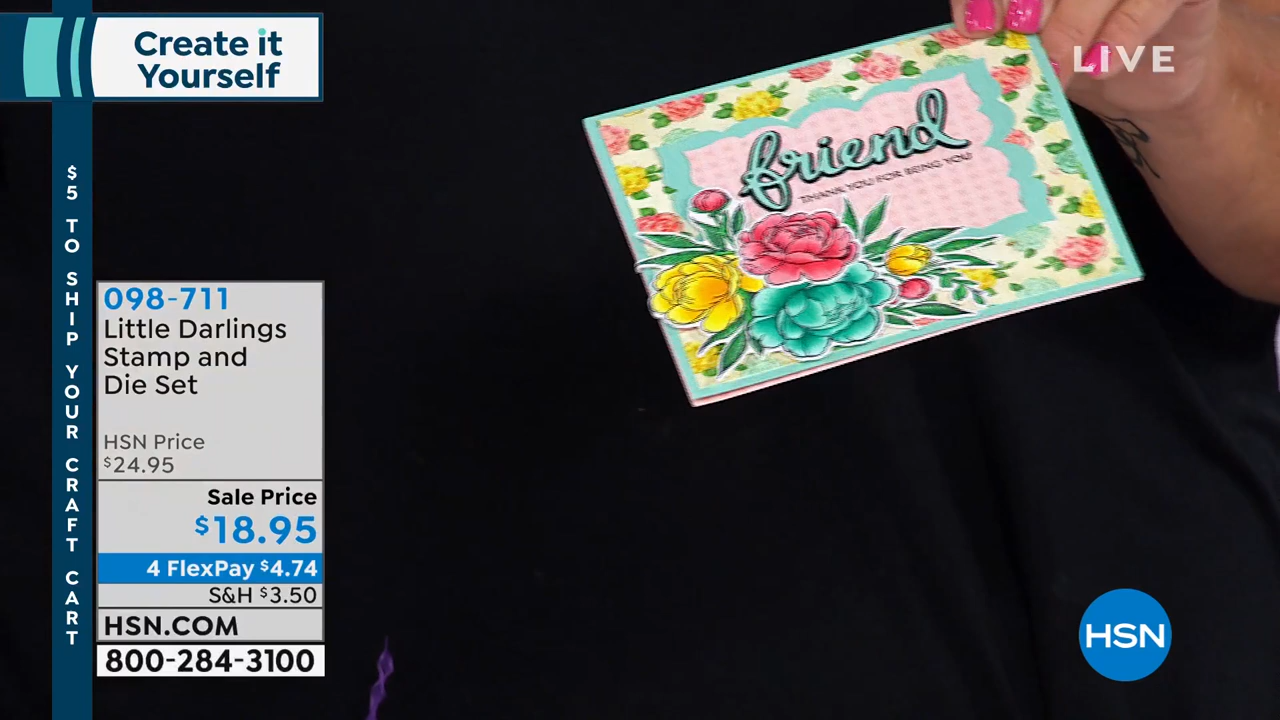 Create it
Yourself
LIVE
$5 TO SHIP YOUR CRAFT CART
friend
THANK YOU FOR BEING YOU
098-711
Little Darlings
Stamp and
Die Set
HSN Price
$24.95
Sale Price
$18.95
4 FlexPay $4.74
S&H $3.50
HSN.COM
800-284-3100
HSN